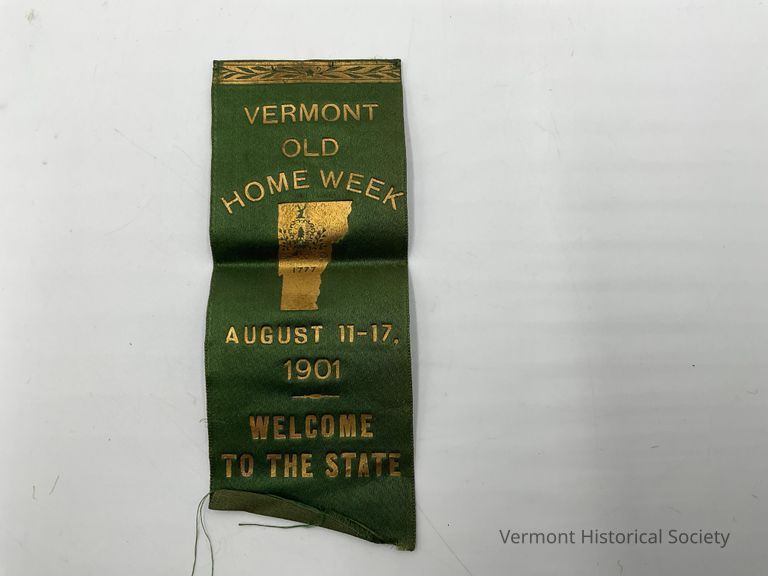 VERMONT
OLD
HOME WEEK
1777
AUGUST 11-17,
1901
WELCOME
TO THE STATE
Vermont Historical Society